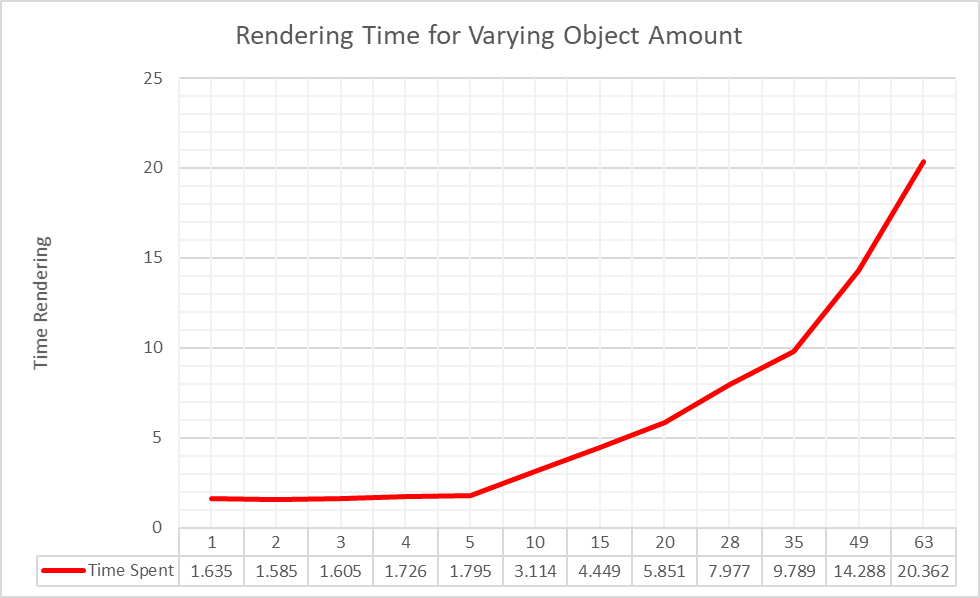 Rendering Time for Varying Object Amount
25
20
15
10
5
0
Time Rendering
1 2 3 4 5 10 15 20 28 35 49 63
Time Spent 1.635 1.585 1.605 1.726 1.795 3.114 4.449 5.851 7.977 9.789 14.288 20.362